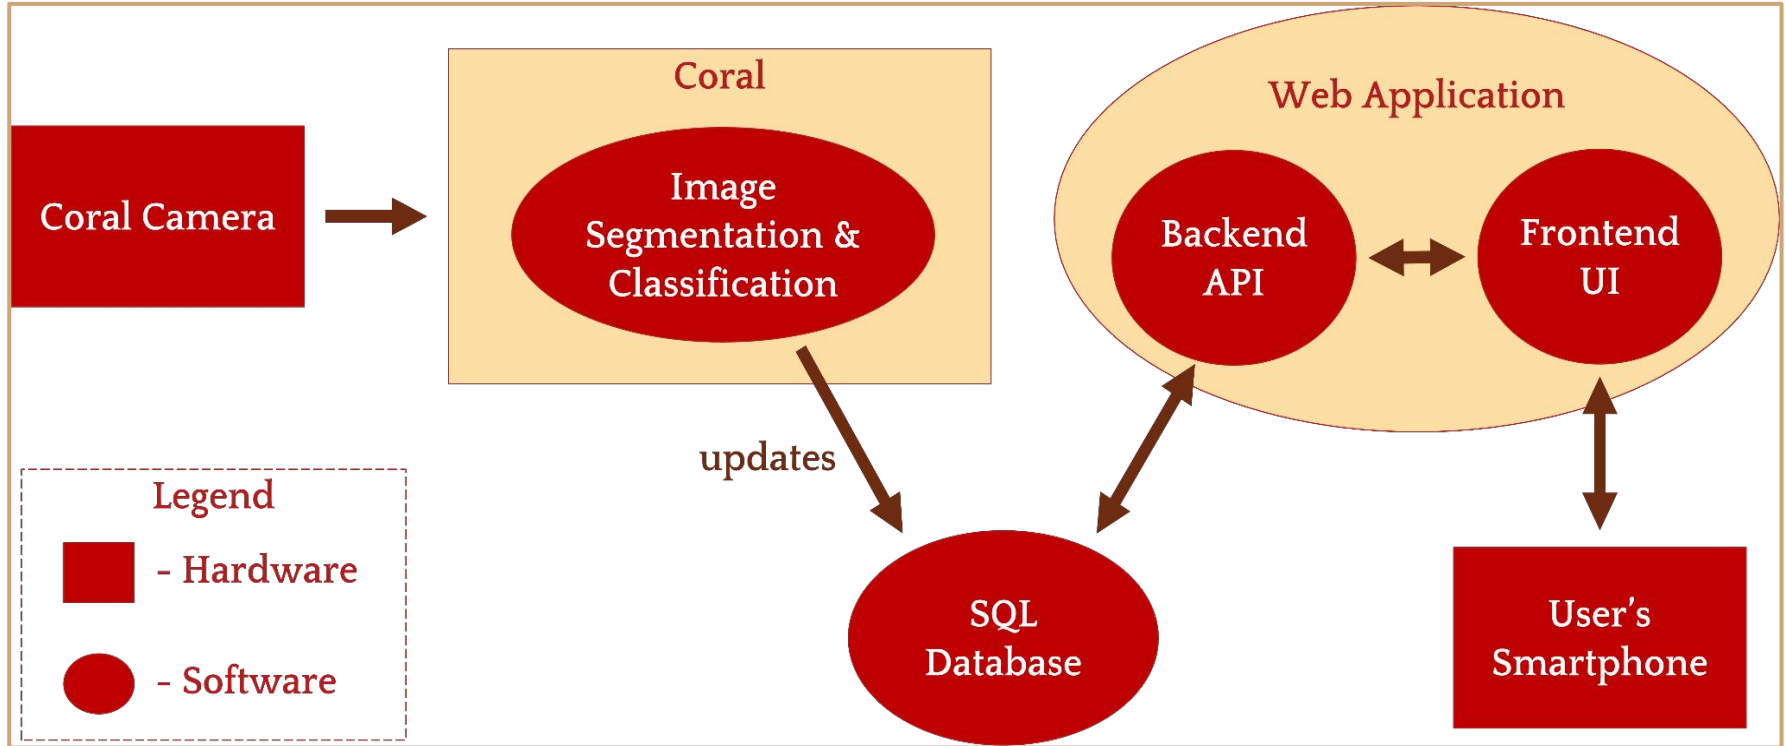 Coral Camera
Coral
Image
Segmentation &
Classification
Web Application
Backend
API
Frontend
UI
updates
SQL
Database
User’s
Smartphone
Legend
- Hardware
- Software